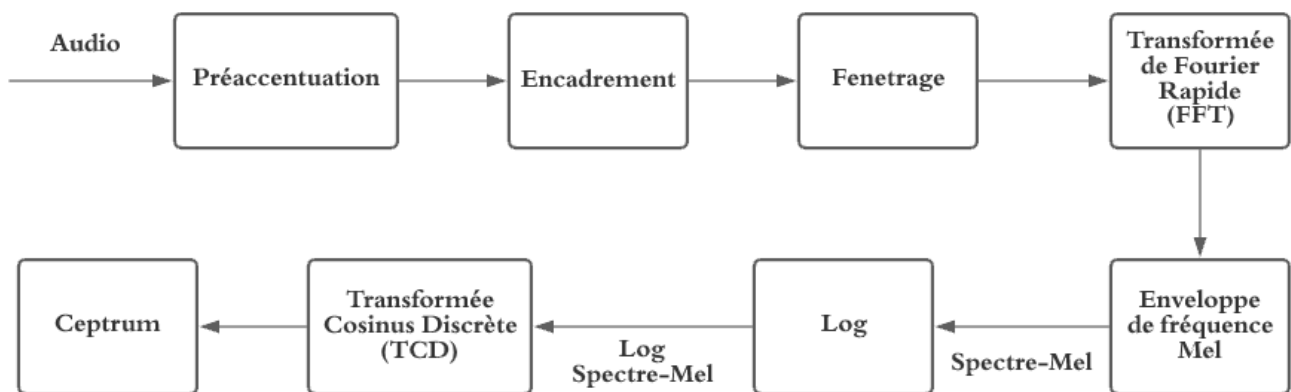 Audio
Préaccentuation
Encadrement
Fenetrage
Transformée
de Fourier
Rapide
(FFT)
Enveloppe
de fréquence
Mel
Spectre-Mel
Log
Log
Spectre-Mel
Transformée
Cosinus Discrète
(TCD)
Ceptrum